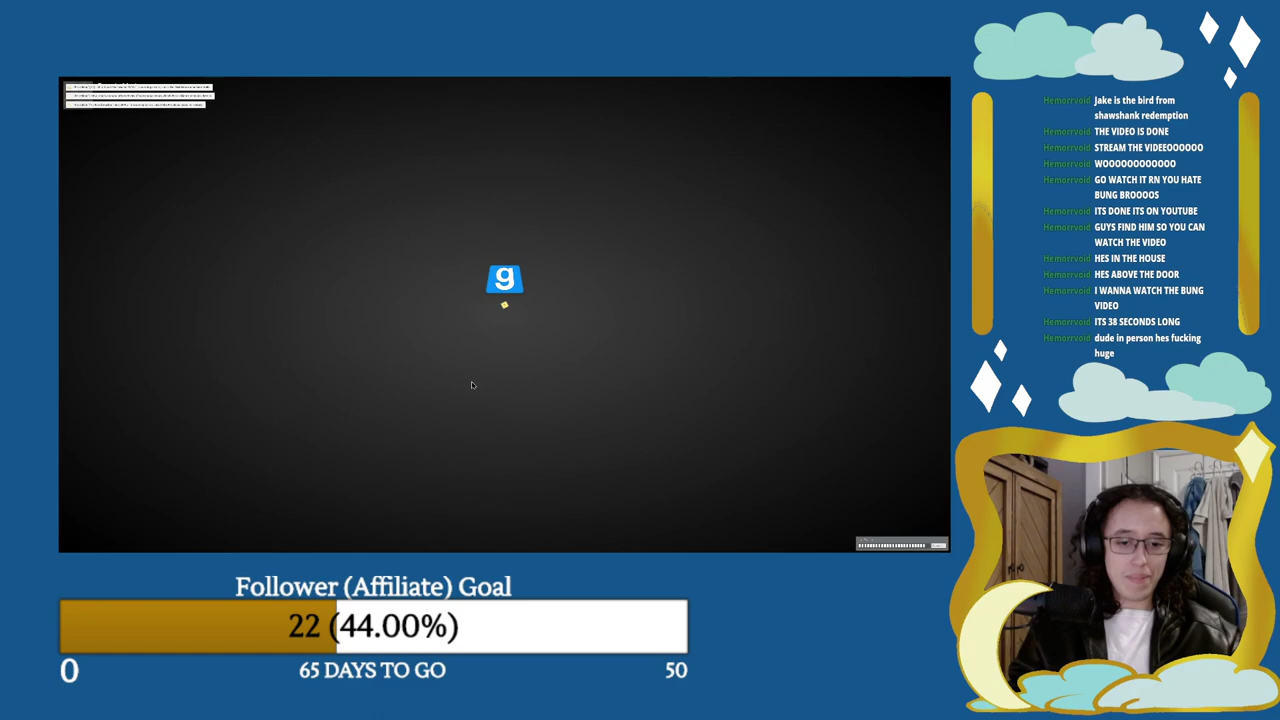 g
Hemorrvoid Jake is the bird from
shawshank redemption
Hemorrvoid THE VIDEO IS DONE
Hemorrvoid STREAM THE VIDEEOOOOOO
Hemorrvoid WOOOOOOOOOOOO
Hemorrvoid GO WATCH IT RN YOU HATE
BUNG BROOOOS
Hemorrvoid ITS DONE ITS ON YOUTUBE
Hemorrvoid GUYS FIND HIM SO YOU CAN
WATCH THE VIDEO
Hemorrvoid HES IN THE HOUSE
Hemorrvoid HES ABOVE THE DOOR
Hemorrvoid I WANNA WATCH THE BUNG
VIDEO
Hemorrvoid ITS 38 SECONDS LONG
Hemorrvoid dude in person hes fucking
huge
Follower (Affiliate) Goal
22 (44.00%)
0 65 DAYS TO GO 50